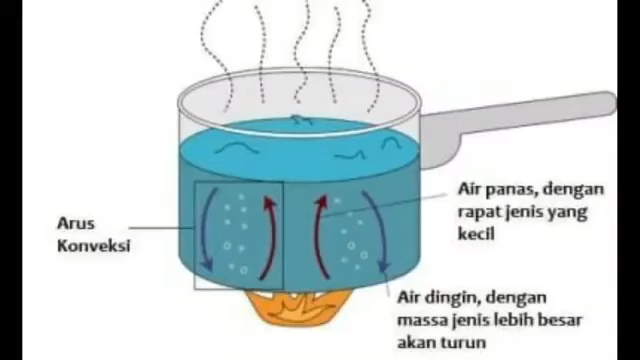 Arus
Konveksi
Air panas, dengan
rapat jenis yang
kecil
Air dingin, dengan
massa jenis lebih besar
akan turun